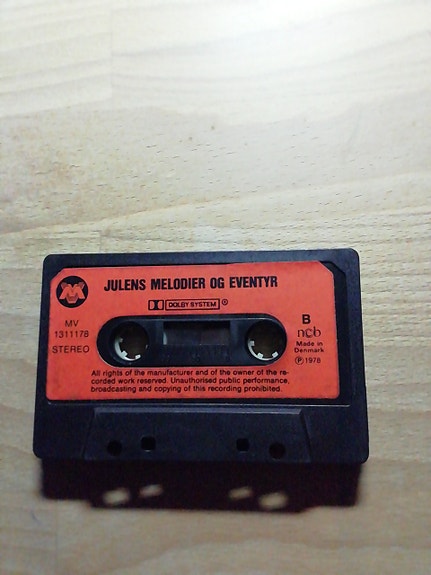 JULENS MELODIER OG EVENTYR
DOLBY SYSTEM ®
MV
1311178
STEREO
B
ncb
Made in
Denmark
Ⓟ 1978
All rights of the manufacturer and of the owner of the re-
corded work reserved. Unauthorised public performance,
broadcasting and copying of this recording prohibited.